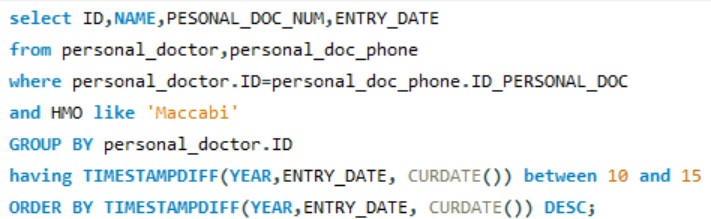 select ID,NAME,PESONAL_DOC_NUM,ENTRY_DATE
from personal_doctor,personal_doc_phone
where personal_doctor.ID=personal_doc_phone.ID_PERSONAL_DOC
and HMO like 'Maccabi'
GROUP BY personal_doctor.ID
having TIMESTAMPDIFF(YEAR,ENTRY_DATE, CURDATE()) between 10 and 15
ORDER BY TIMESTAMPDIFF(YEAR,ENTRY_DATE, CURDATE()) DESC;